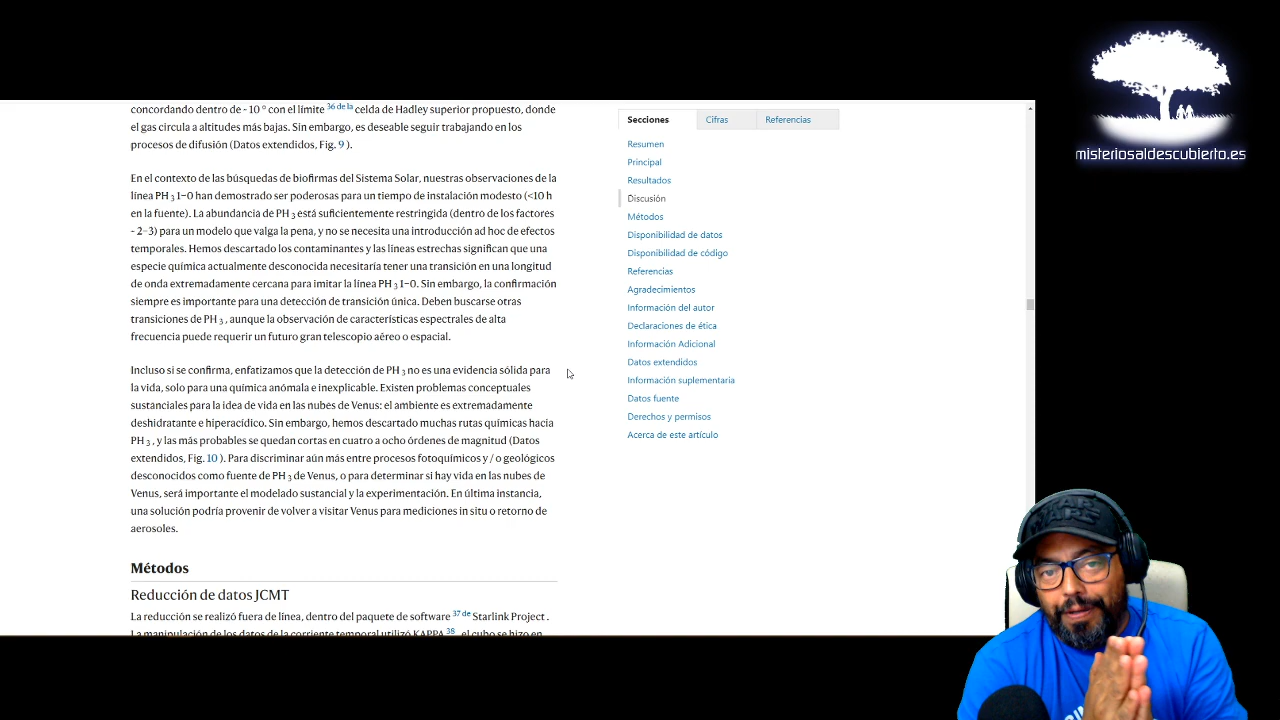 concordando dentro de ~ 10 ° con el límite 36 de la celda de Hadley superior propuesto, donde
el gas circula a altitudes más bajas. Sin embargo, es deseable seguir trabajando en los
procesos de difusión (Datos extendidos, Fig. 9 ).
En el contexto de las búsquedas de biofirmas del Sistema Solar, nuestras observaciones de la
línea PH 3 1–0 han demostrado ser poderosas para un tiempo de instalación modesto (<10 h
en la fuente). La abundancia de PH 3 está suficientemente restringida (dentro de los factores
~ 2–3) para un modelo que valga la pena, y no se necesita una introducción ad hoc de efectos
temporales. Hemos descartado los contaminantes y las líneas estrechas significan que una
especie química actualmente desconocida necesitaría tener una transición en una longitud
de onda extremadamente cercana para imitar la línea PH 3 1–0. Sin embargo, la confirmación
siempre es importante para una detección de transición única. Deben buscarse otras
transiciones de PH 3 , aunque la observación de características espectrales de alta
frecuencia puede requerir un futuro gran telescopio aéreo o espacial.
Incluso si se confirma, enfatizamos que la detección de PH 3 no es una evidencia sólida para
la vida, solo para una química anómala e inexplicable. Existen problemas conceptuales
sustanciales para la idea de vida en las nubes de Venus: el ambiente es extremadamente
deshidratante e hiperacídico. Sin embargo, hemos descartado muchas rutas químicas hacia
PH 3 , y las más probables se quedan cortas en cuatro a ocho órdenes de magnitud (Datos
extendidos, Fig. 10 ). Para discriminar aún más entre procesos fotoquímicos y / o geológicos
desconocidos como fuente de PH 3 de Venus, o para determinar si hay vida en las nubes de
Venus, será importante el modelado sustancial y la experimentación. En última instancia,
una solución podría provenir de volver a visitar Venus para mediciones in situ o retorno de
aerosoles.
Métodos
Reducción de datos JCMT
La reducción se realizó fuera de línea, dentro del paquete de software 37 de Starlink Project .
La manipulación de los datos de la corriente temporal utilizó KAPPA 38 , el cubo se hizo en
Secciones
Cifras
Referencias
Resumen
Principal
Resultados
Discusión
Métodos
Disponibilidad de datos
Disponibilidad de código
Referencias
Agradecimientos
Información del autor
Declaraciones de ética
Información Adicional
Datos extendidos
Información suplementaria
Datos fuente
Derechos y permisos
Acerca de este artículo
misteriosaldescubierto.es